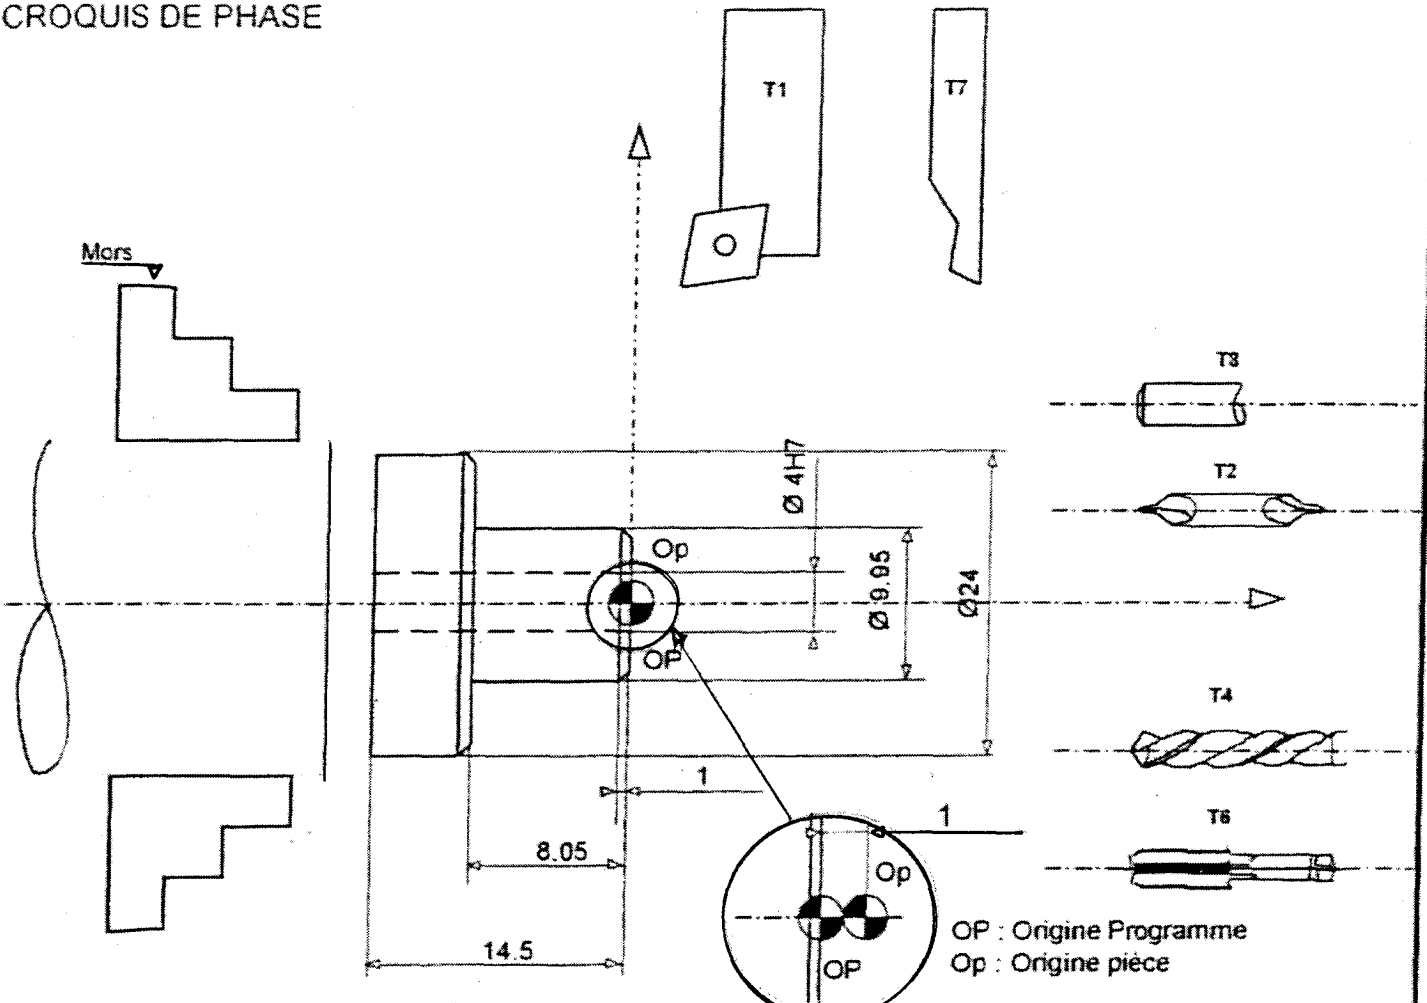 CROQUIS DE PHASE
T1
T7
Mors
T3
T2
Ø 4H7
Op
Ø 9.95
Ø24
OP
T4
1
1
T6
8.05
Op
OP : Origine Programme
14.5
OP
Op : Origine pièce